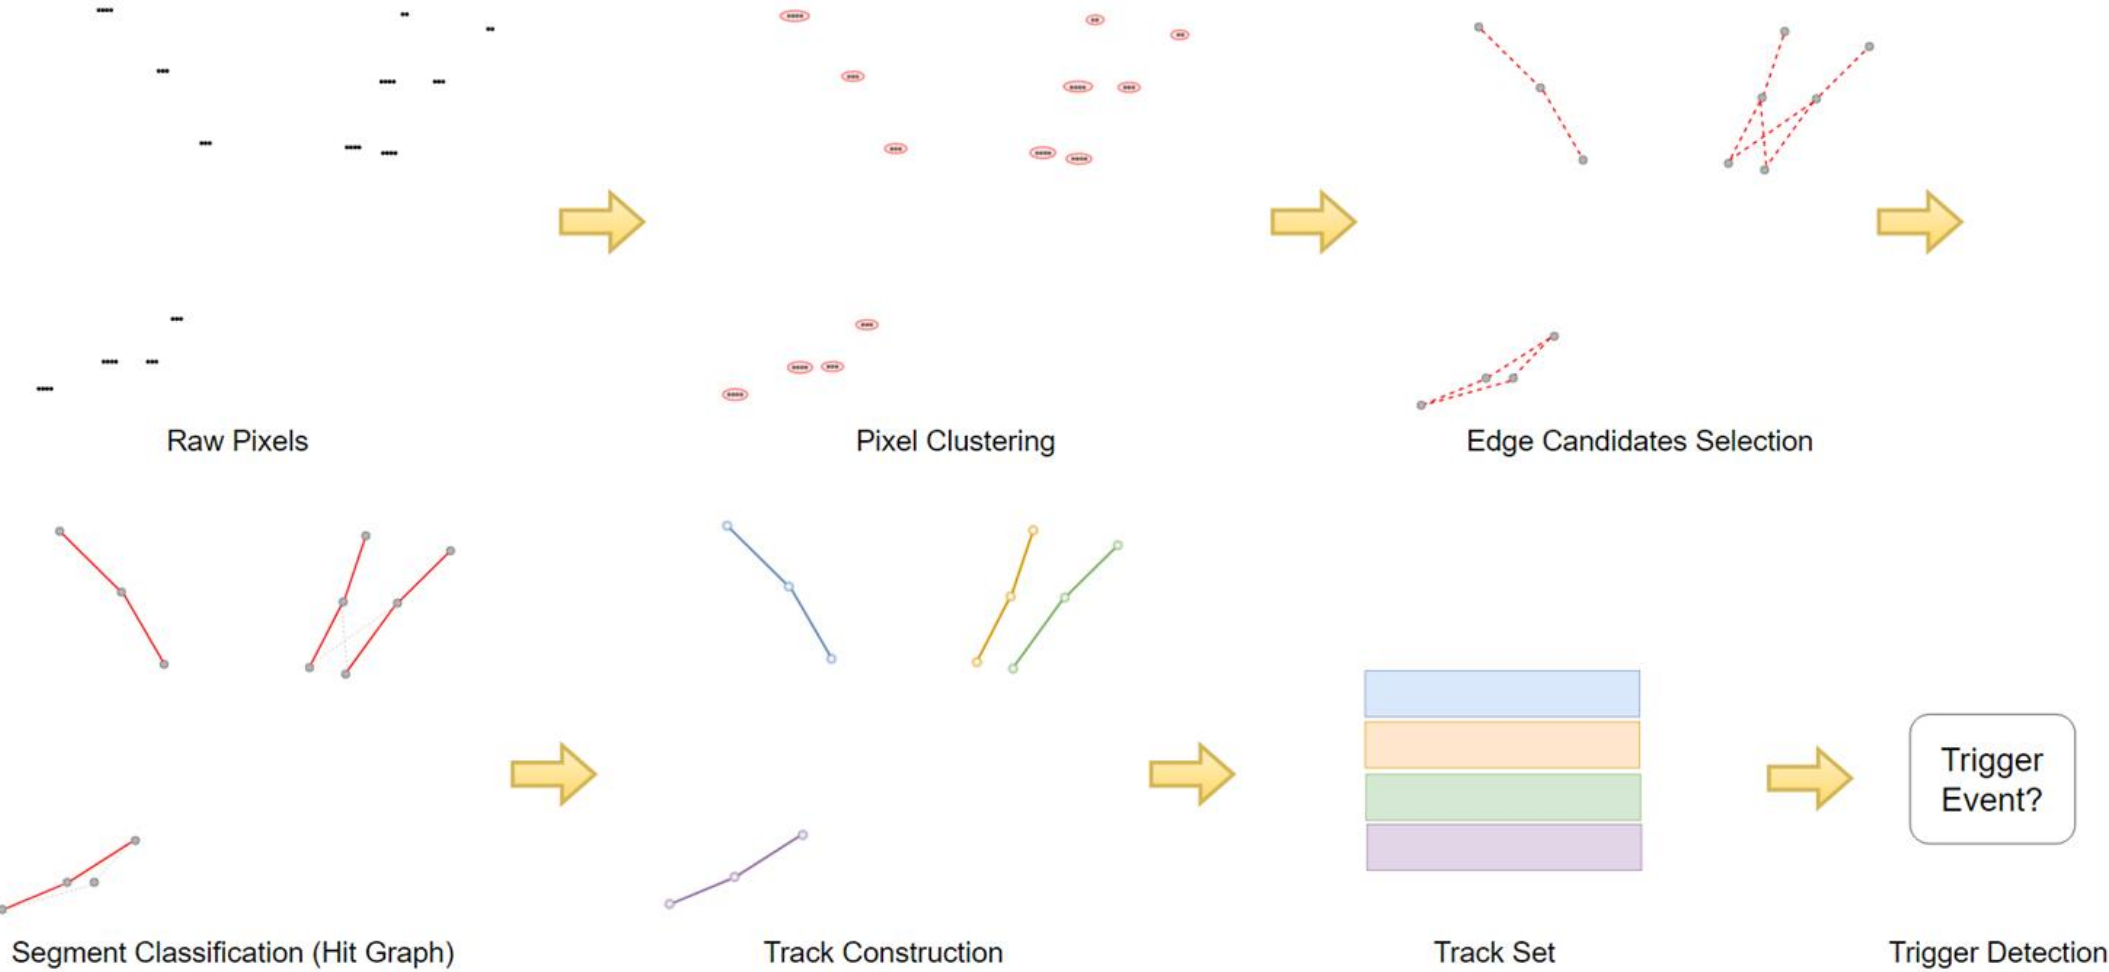 Raw Pixels
Pixel Clustering
Edge Candidates Selection
Trigger
Event?
Segment Classification (Hit Graph)
Track Construction
Track Set
Trigger Detection